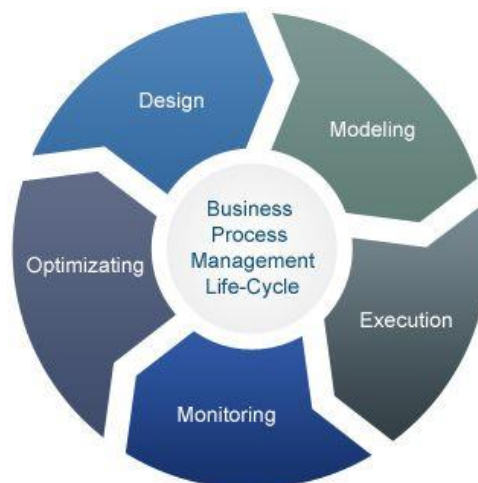 Design
Modeling
Business
Process
Management
Life-Cycle
Optimizating
Execution
Monitoring